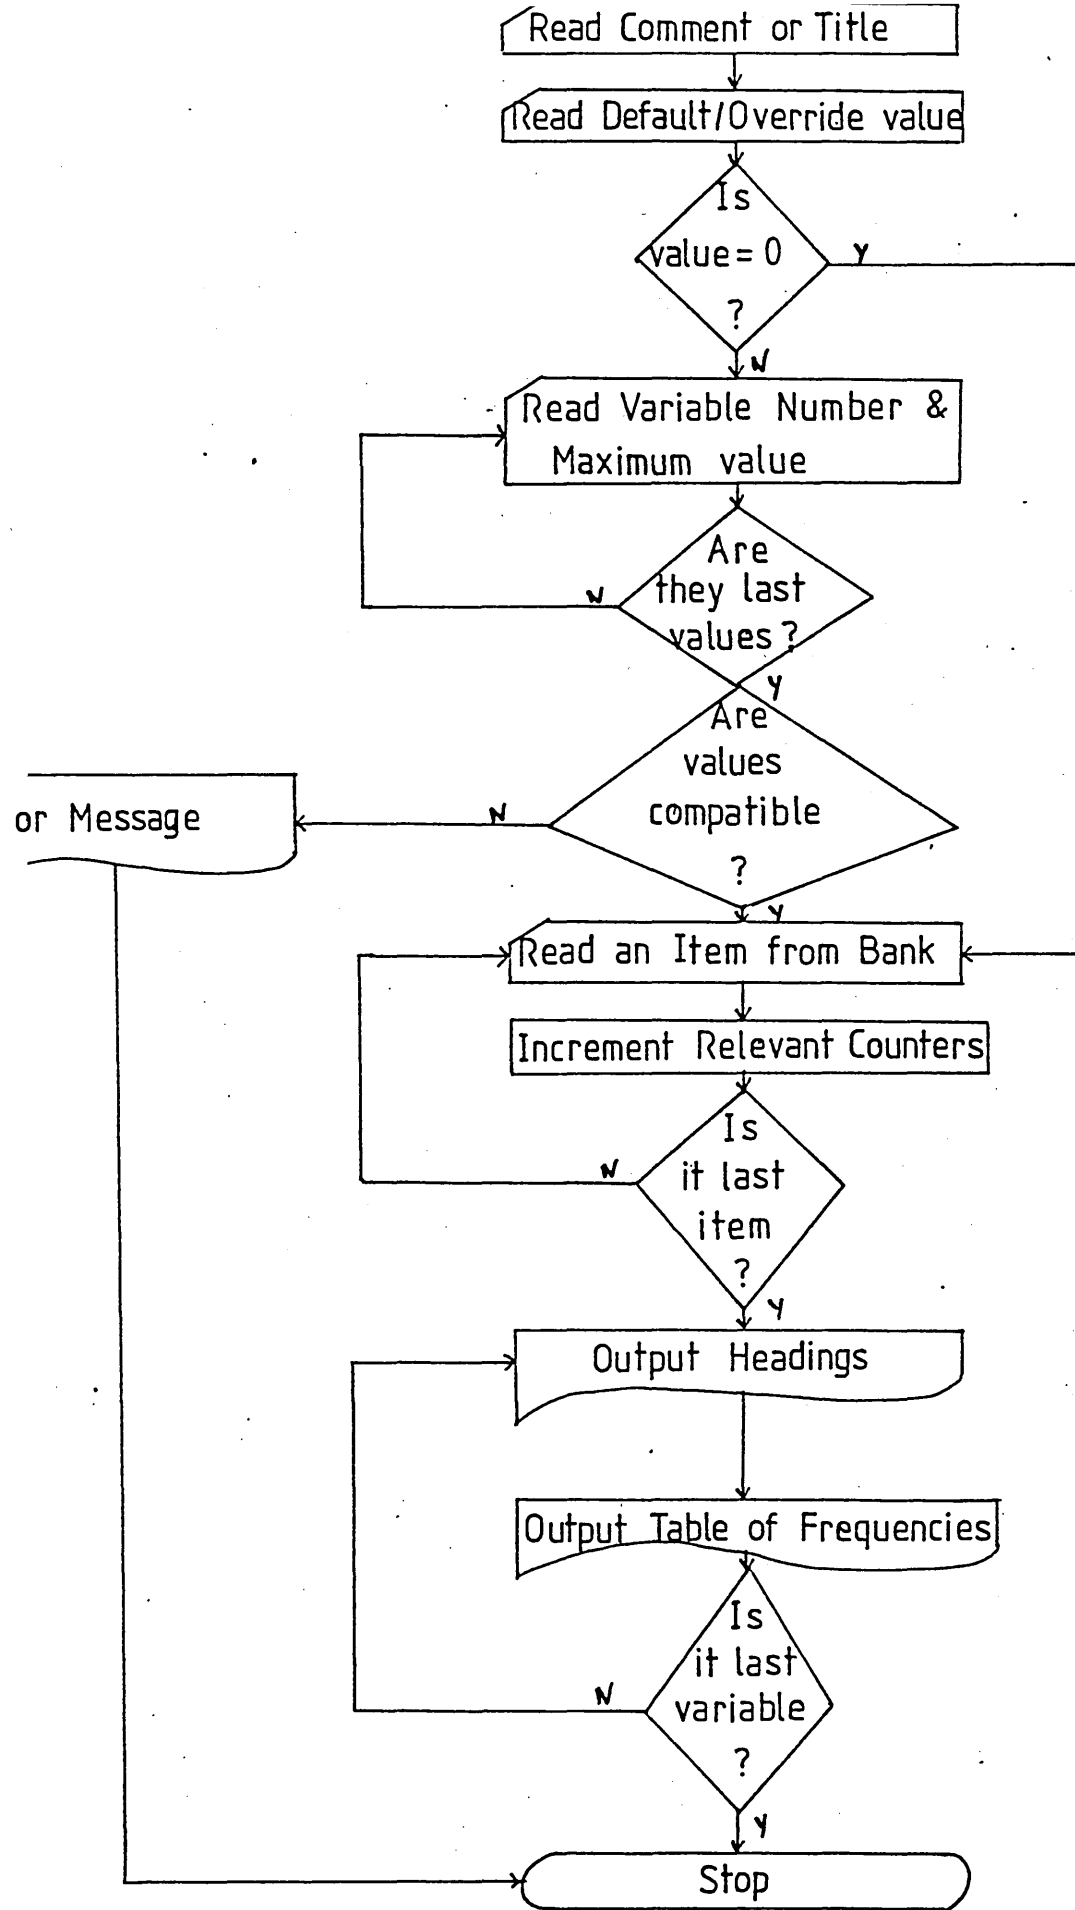 Read Comment or Title
Read Default/Override value
Is
value = 0
?
Y
N
Read Variable Number &
Maximum value
Are
they last
values ?
N
Y
Are
values
compatible
?
N
or Message
Y
Read an Item from Bank
Increment Relevant Counters
Is
it last
item
?
N
Y
Output Headings
Output Table of Frequencies
Is
it last
variable
?
N
Y
Stop